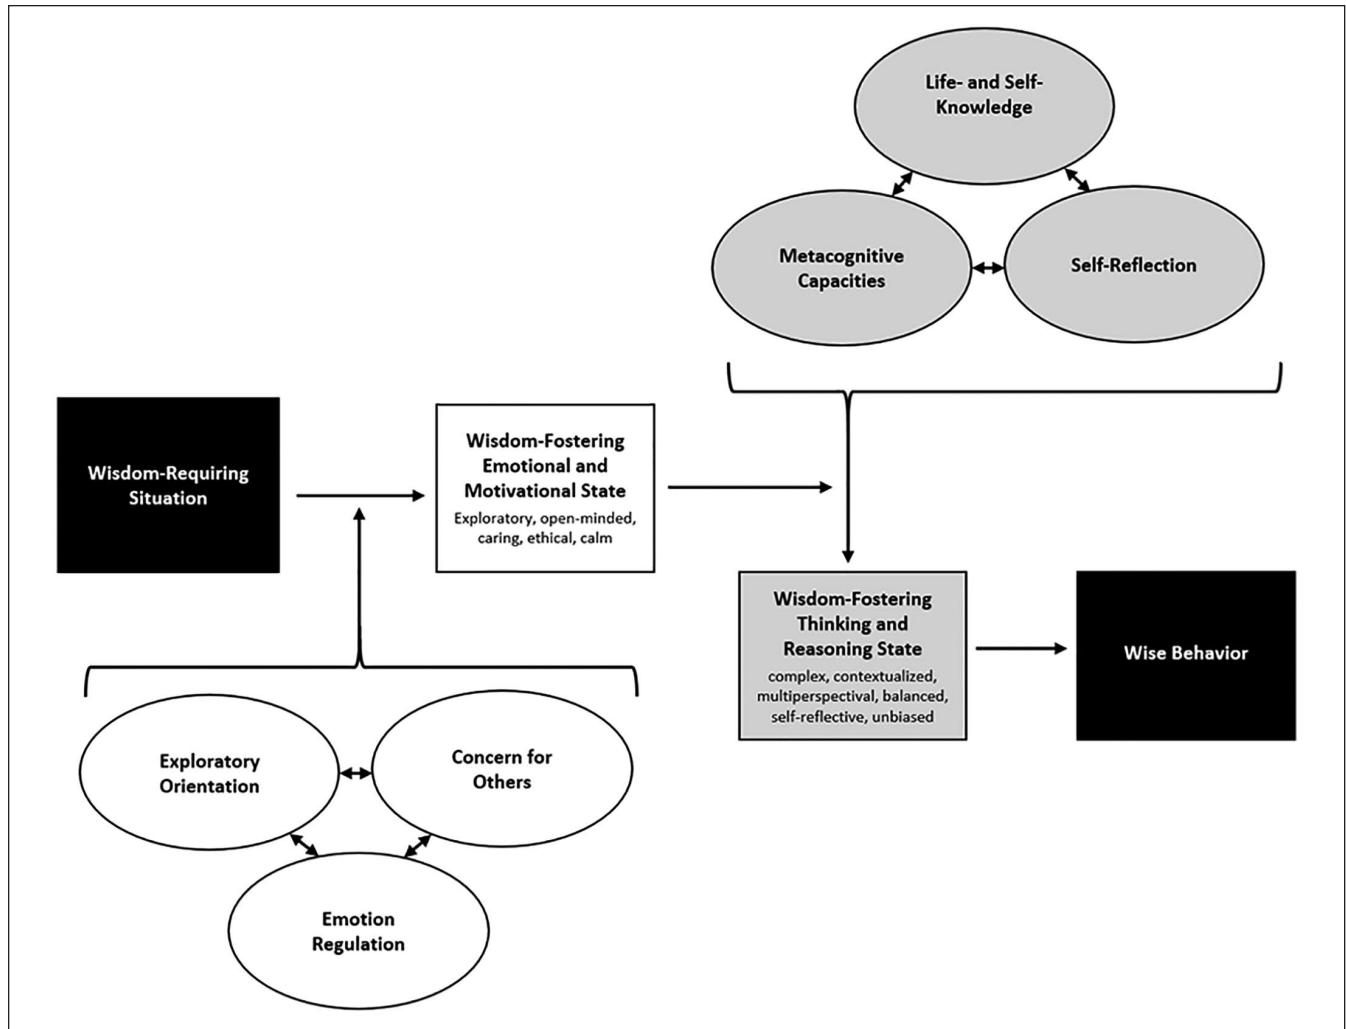 Life- and Self-
Knowledge
Metacognitive
Capacities
Self-Reflection
Wisdom-Requiring
Situation
Wisdom-Fostering
Emotional and
Motivational State
Exploratory, open-minded,
caring, ethical, calm
Wisdom-Fostering
Thinking and
Reasoning State
complex, contextualized,
multiperspectival, balanced,
self-reflective, unbiased
Wise Behavior
Exploratory
Orientation
Concern for
Others
Emotion
Regulation